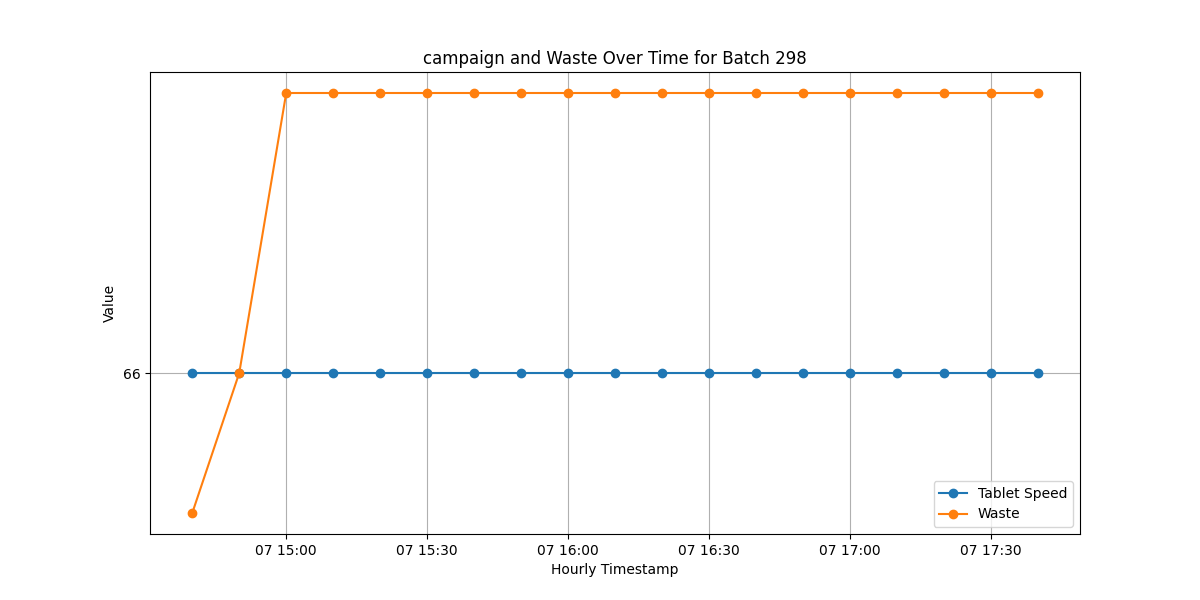 campaign and Waste Over Time for Batch 298
Value
66
Tablet Speed
Waste
07 15:00
07 15:30
07 16:00
07 16:30
07 17:00
07 17:30
Hourly Timestamp